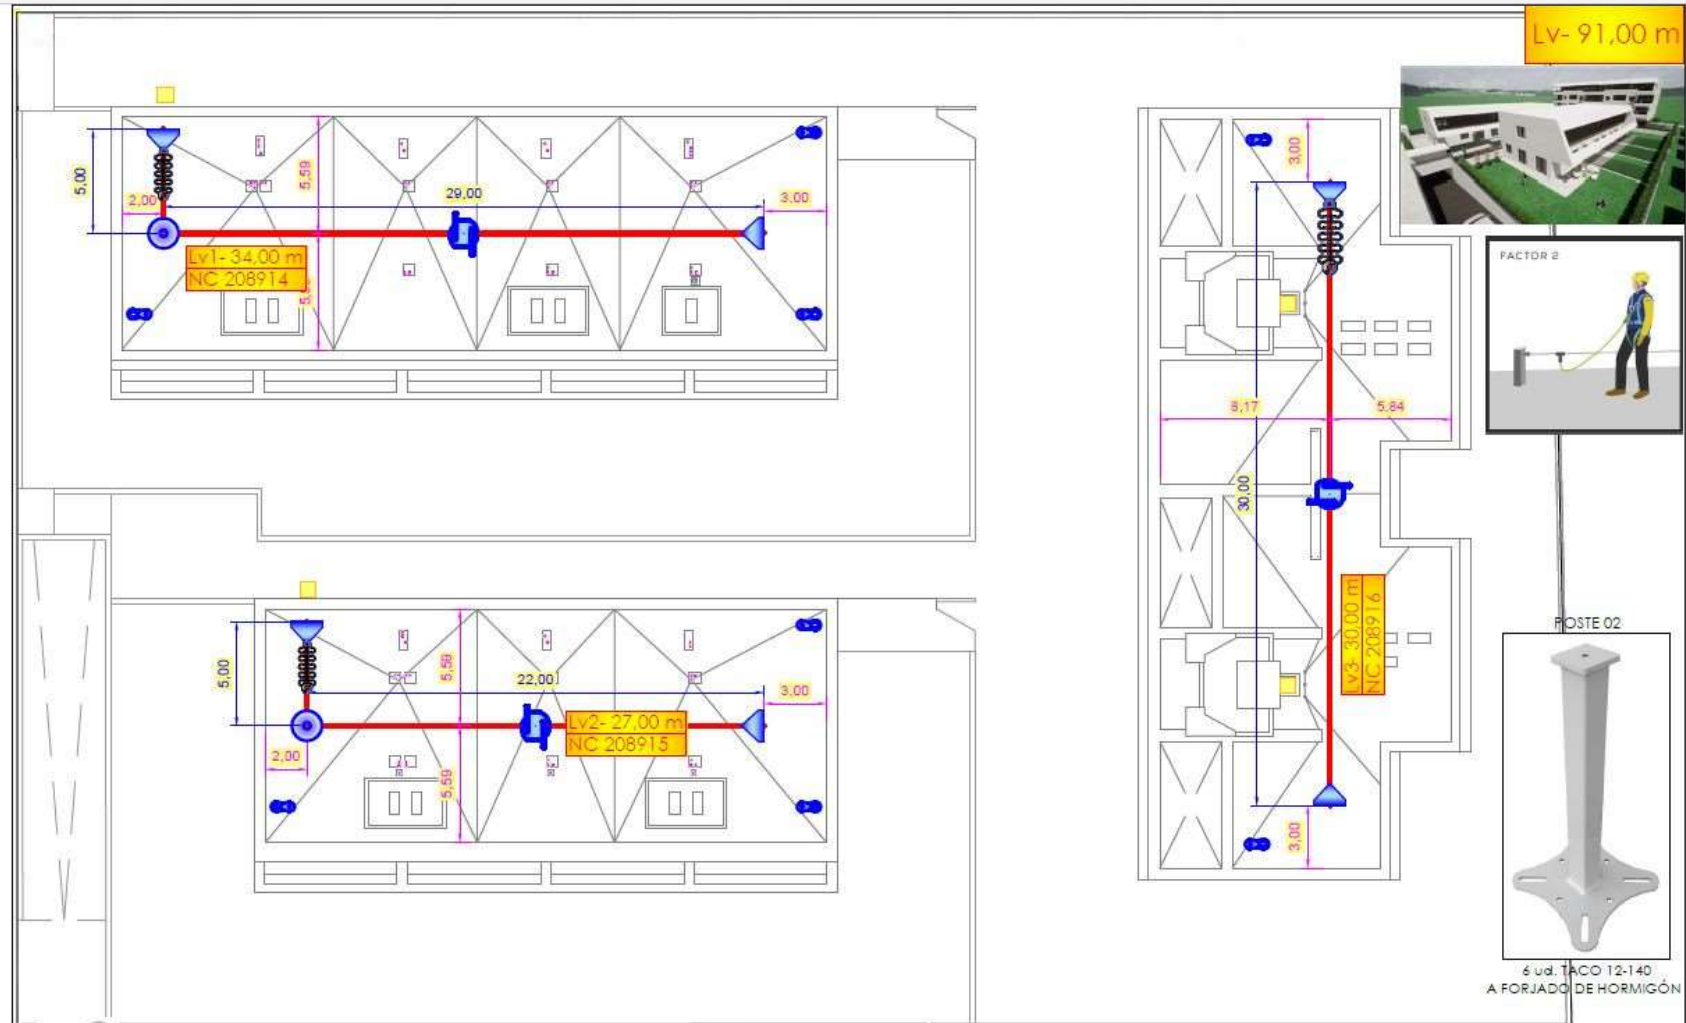 Lv- 91,00 m
5,00
2,00
5,59
29,00
3,00
Lv1- 34,00 m
NC 208914
3,00
FACTOR 2
8,17
5,84
30,00
Lv3- 30,00 m
NC 208916
3,00
5,00
2,00
5,59
22,00
3,00
Lv2- 27,00 m
NC 208915
5,59
POSTE 02
6 ud. TACO 12-140
A FORJADO DE HORMIGÓN